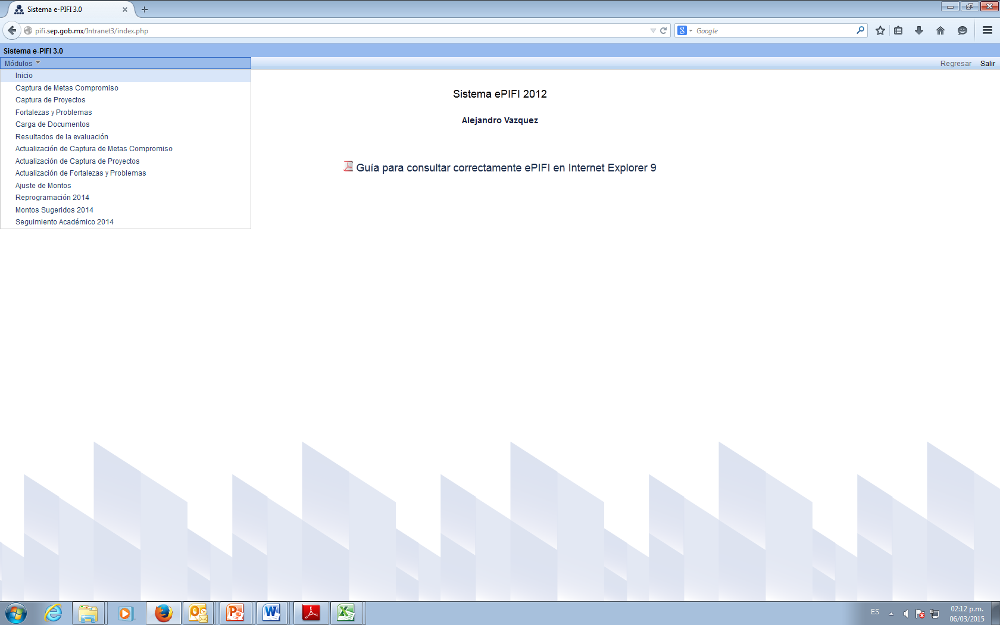 Sistema e-PIFI 3.0
pifi.sep.gob.mx/Intranet3/index.php
Google
Sistema e-PIFI 3.0
Módulos
Regresar Salir
Inicio
Captura de Metas Compromiso
Captura de Proyectos
Fortalezas y Problemas
Carga de Documentos
Resultados de la evaluación
Actualización de Captura de Metas Compromiso
Actualización de Captura de Proyectos
Actualización de Fortalezas y Problemas
Ajuste de Montos
Reprogramación 2014
Montos Sugeridos 2014
Seguimiento Académico 2014
Sistema ePIFI 2012
Alejandro Vazquez
Guía para consultar correctamente ePIFI en Internet Explorer 9
ES
02:12 p.m.
06/03/2015